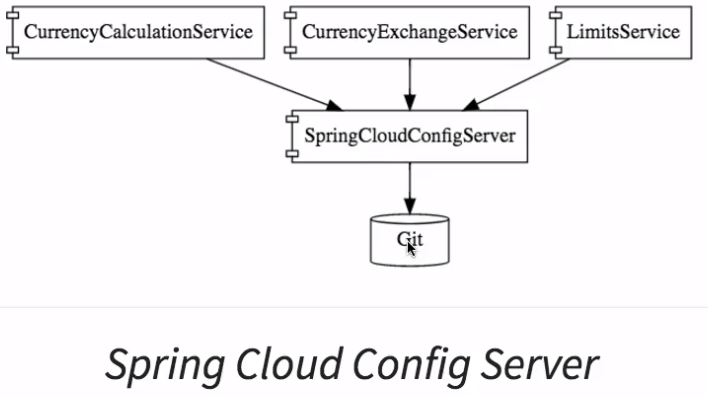 CurrencyCalculationService
CurrencyExchangeService
LimitsService
SpringCloudConfigServer
Git
Spring Cloud Config Server